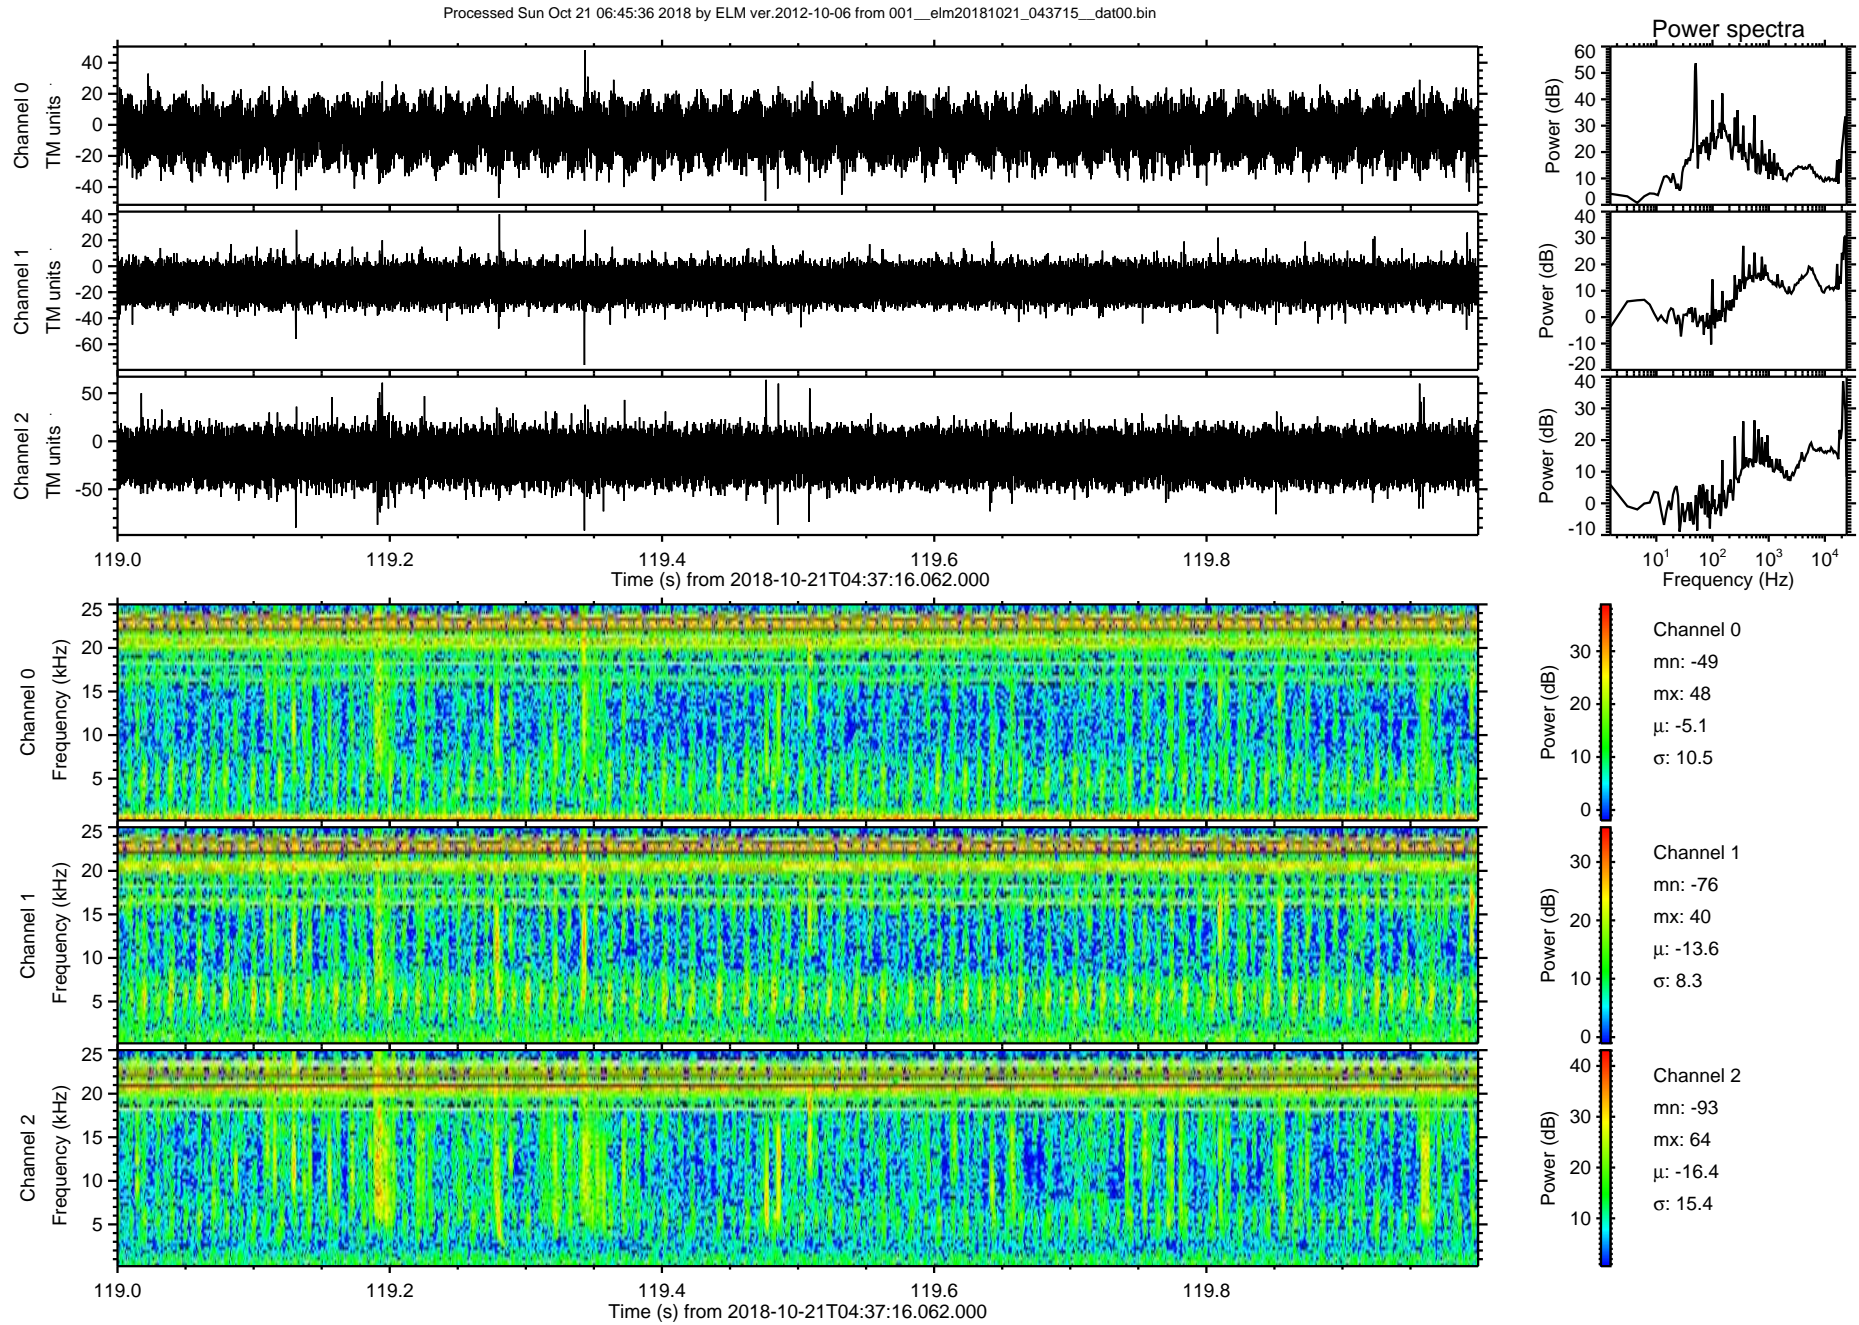 Processed Sun Oct 21 06:45:36 2018 by ELM ver.2012-10-06 from 001__elm20181021_043715__dat00.bin
Power spectra
Channel 0
TM units
40
20
0
-20
-40
Power (dB)
60
50
40
30
20
10
0
Channel 1
TM units
40
20
0
-20
-40
-60
Power (dB)
40
30
20
10
0
-10
-20
Channel 2
TM units
50
0
-50
Power (dB)
40
30
20
10
0
-10
119.0 119.2 119.4 119.6 119.8
Time (s) from 2018-10-21T04:37:16.062.000
10¹ 10² 10³ 10⁴
Frequency (Hz)
Channel 0
Frequency (kHz)
25
20
15
10
5
Power (dB)
30
20
10
0
Channel 0
mn: -49
mx: 48
µ: -5.1
σ: 10.5
Channel 1
Frequency (kHz)
25
20
15
10
5
Power (dB)
30
20
10
0
Channel 1
mn: -76
mx: 40
µ: -13.6
σ: 8.3
Channel 2
Frequency (kHz)
25
20
15
10
5
Power (dB)
40
30
20
10
Channel 2
mn: -93
mx: 64
µ: -16.4
σ: 15.4
119.0 119.2 119.4 119.6 119.8
Time (s) from 2018-10-21T04:37:16.062.000